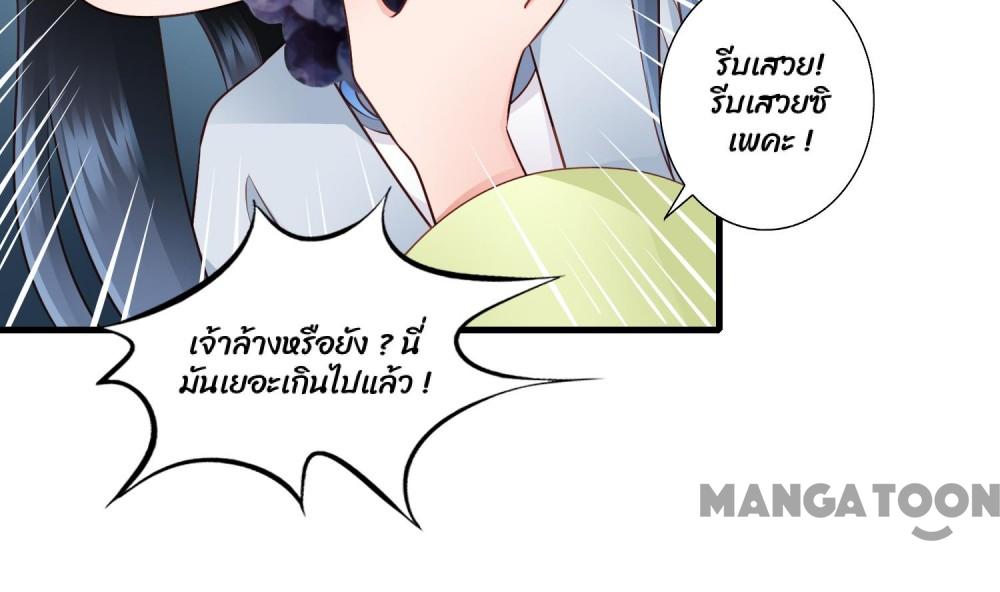 รีบเสวย!
รีบเสวยซิ
เพคะ !
เจ้าล้างหรือยัง ? นี่
มันเยอะเกินไปแล้ว !
MANGATOON